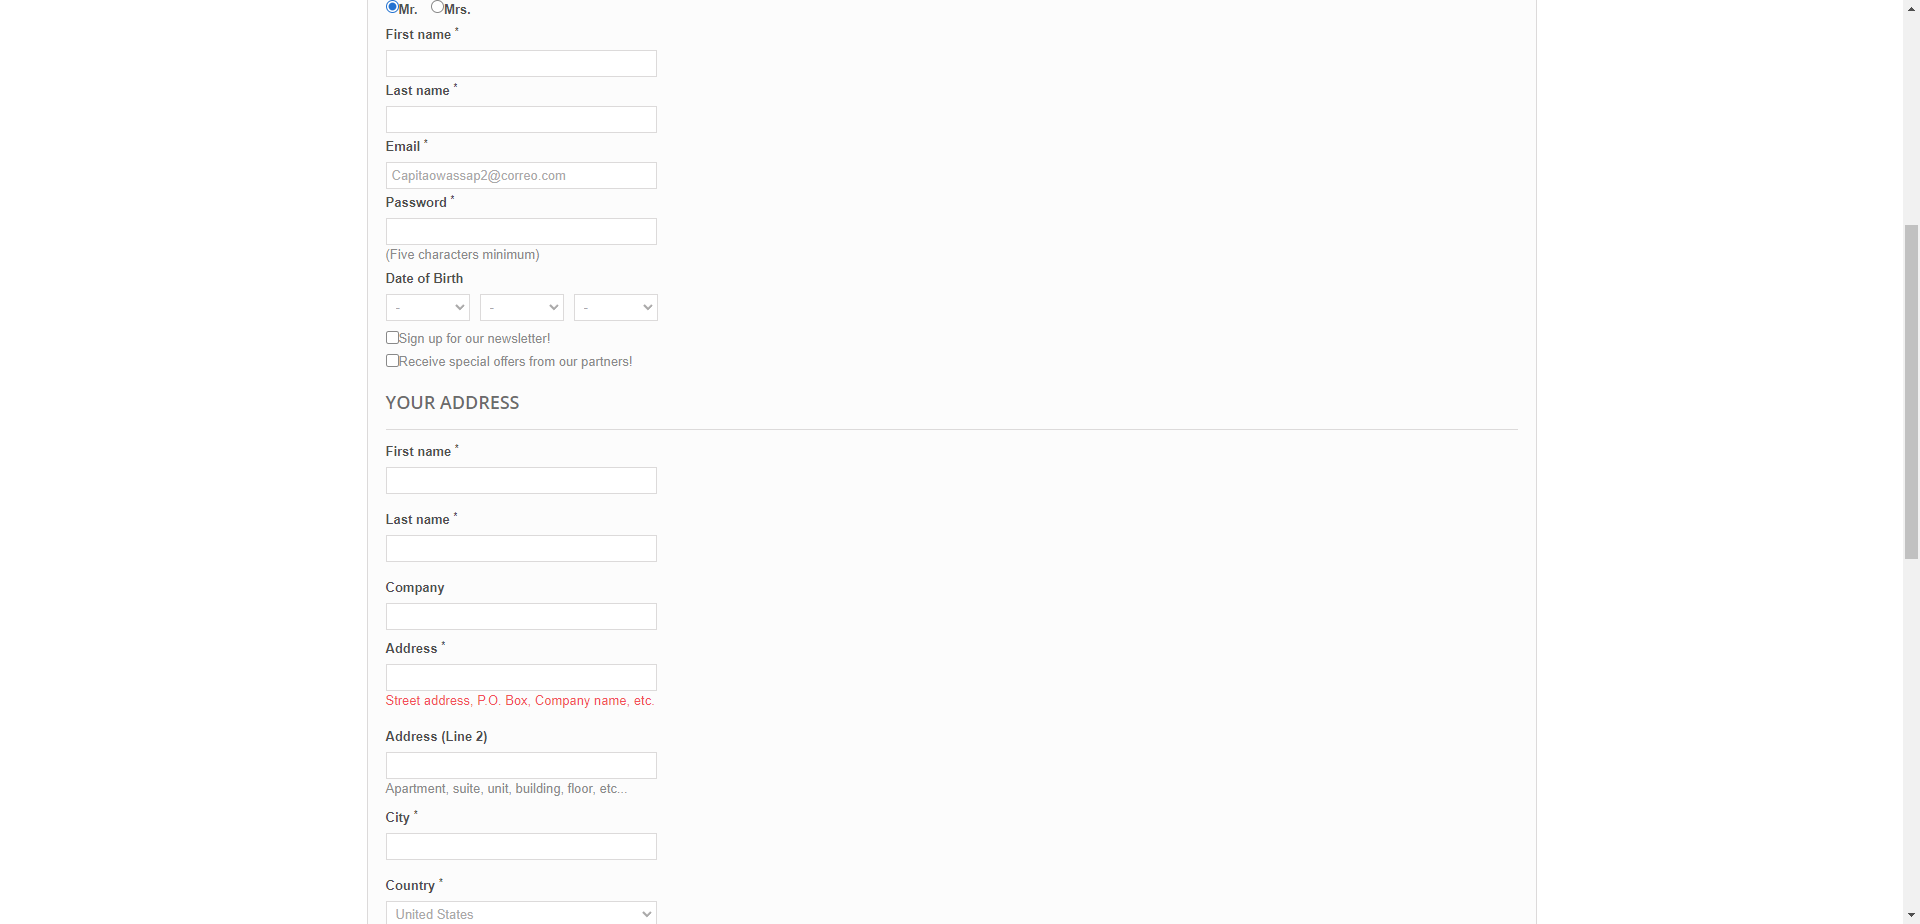 Mr. Mrs.
First name *
Last name *
Email *
Capitaowassap2@correo.com
Password *
(Five characters minimum)
Date of Birth
- - -
Sign up for our newsletter!
Receive special offers from our partners!
YOUR ADDRESS
First name *
Last name *
Company
Address *
Street address, P.O. Box, Company name, etc.
Address (Line 2)
Apartment, suite, unit, building, floor, etc...
City *
Country *
United States